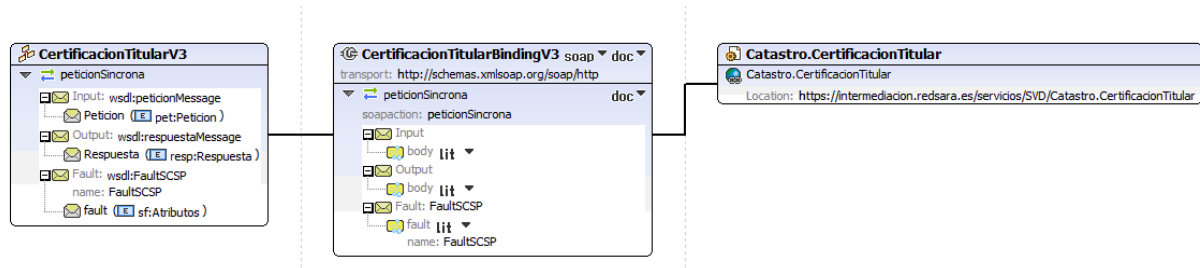 CertificacionTitularV3
peticionSincrona
Input: wsdl:peticionMessage
Peticion ( E pet:Peticion )
Output: wsdl:respuestaMessage
Respuesta ( E resp:Respuesta )
Fault: wsdl:FaultSCSP
name: FaultSCSP
fault ( E sf:Atributos )
CertificacionTitularBindingV3 soap doc
transport: http://schemas.xmlsoap.org/soap/http
peticionSincrona doc
soapaction: peticionSincrona
Input
body lit
Output
body lit
Fault: FaultSCSP
fault lit
name: FaultSCSP
Catastro.CertificacionTitular
Catastro.CertificacionTitular
Location: https://intermediacion.redsara.es/servicios/SVD/Catastro.CertificacionTitular